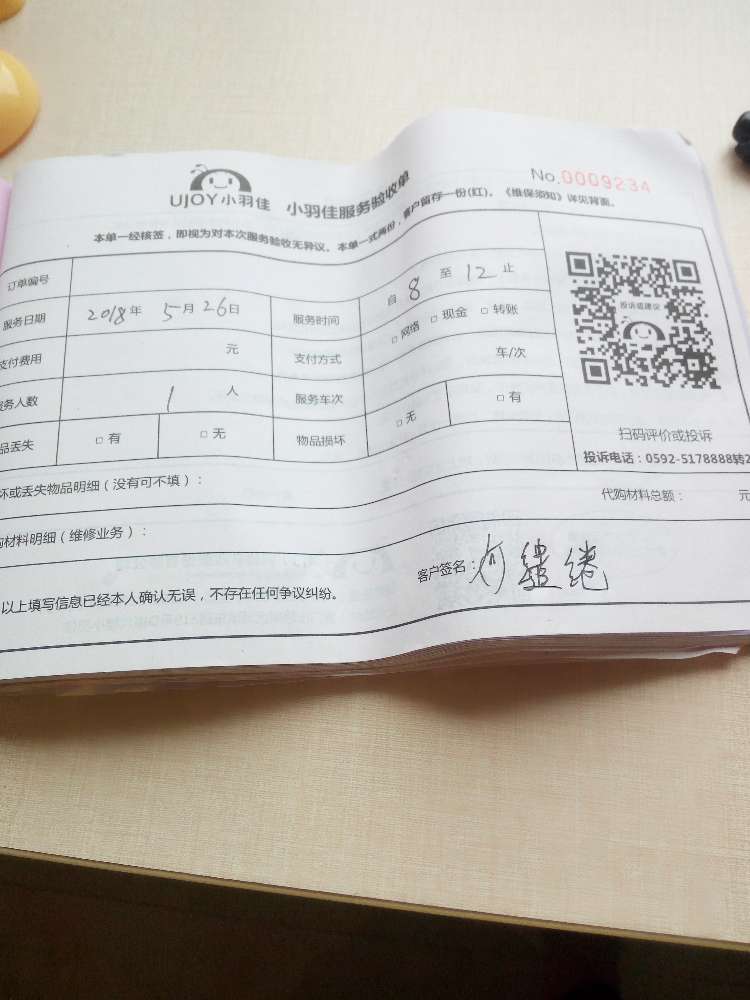 UJOY小羽佳 小羽佳服务验收单 No.0009234
本单一经核签，即视为对本次服务验收无异议。本单一式两份，客户留存一份(红)。《维保须知》详见背面。
订单编号
服务日期 2018年 5月26日 服务时间 自 8 至 12 止
支付费用 元 支付方式 □网络 □现金 □转账
务人数 1 人 服务车次 车/次
品丢失 □有 □无 物品损坏 □无 □有
投诉或建议
扫码评价或投诉
投诉电话：0592-5178888转2
坏或丢失物品明细（没有可不填）：
代购材料总额： 元
购材料明细（维修业务）：
以上填写信息已经本人确认无误，不存在任何争议纠纷。
客户签名：